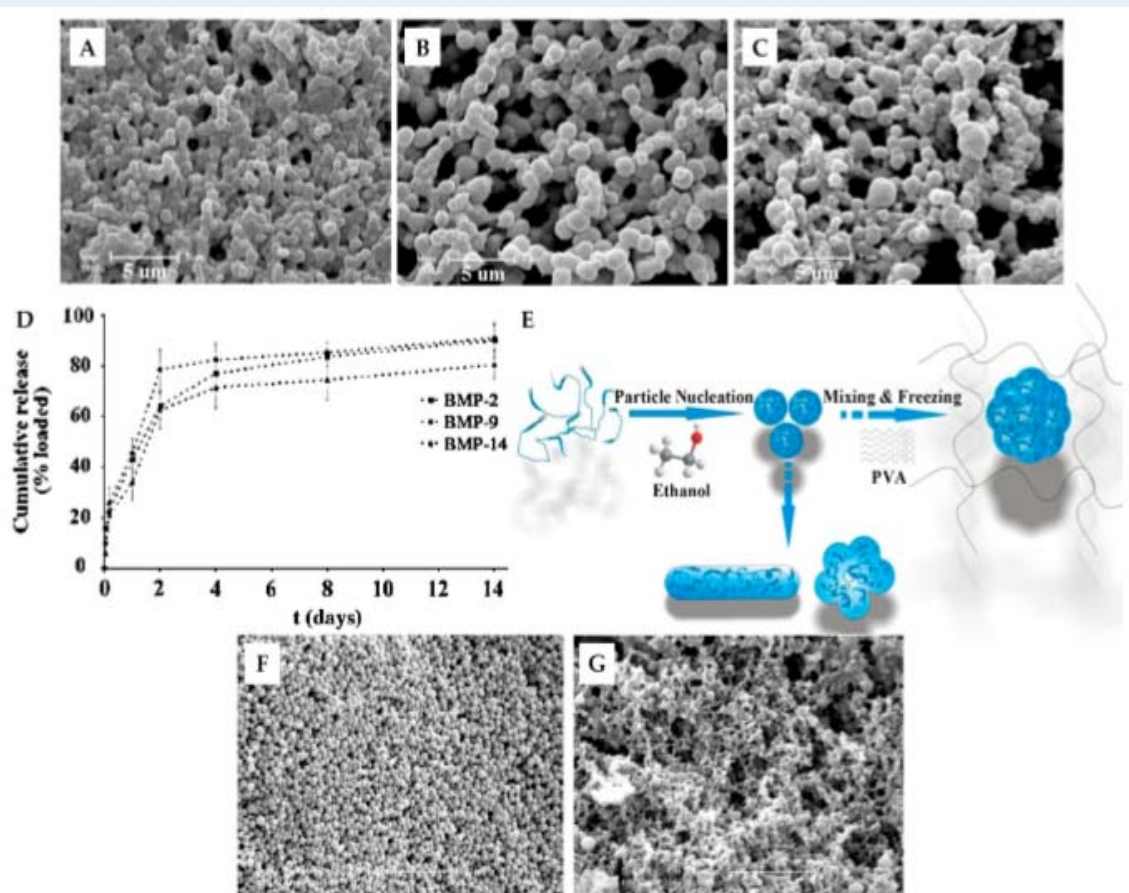 A
B
C
5 um
5 um
5 um
D
100
80
60
40
20
0
Cumulative release
(% loaded)
BMP-2
BMP-9
BMP-14
0 2 4 6 8 10 12 14
t (days)
E
Particle Nucleation
Ethanol
Mixing & Freezing
PVA
F
G